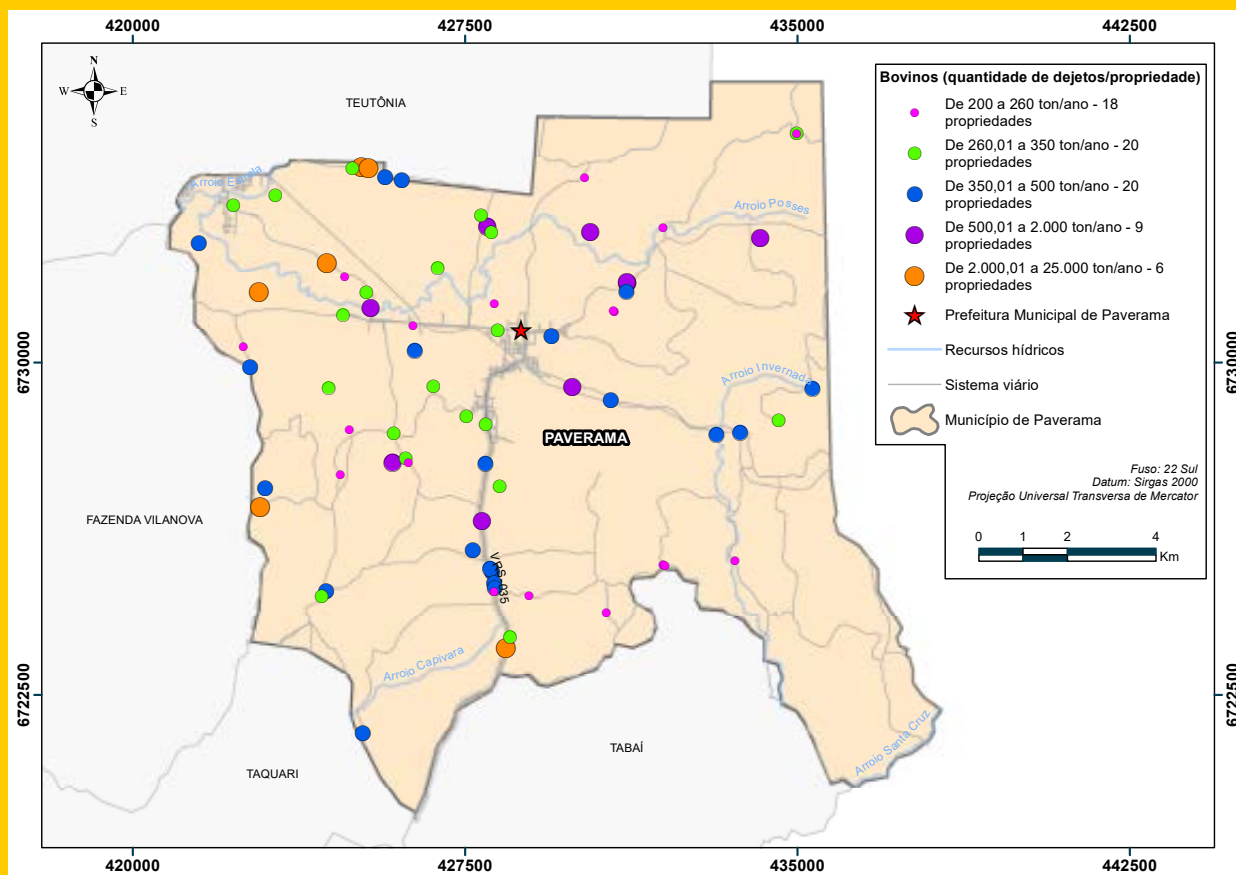 420000
427500
435000
442500
N
W
E
S
TEUTÔNIA
Bovinos (quantidade de dejetos/propriedade)
De 200 a 260 ton/ano - 18
propriedades
De 260,01 a 350 ton/ano - 20
propriedades
De 350,01 a 500 ton/ano - 20
propriedades
De 500,01 a 2.000 ton/ano - 9
propriedades
De 2.000,01 a 25.000 ton/ano - 6
propriedades
Prefeitura Municipal de Paverama
Recursos hídricos
Sistema viário
Município de Paverama
Fuso: 22 Sul
Datum: Sirgas 2000
Projeção Universal Transversa de Mercator
0 1 2 4
Km
Arroio Estrela
Arroio Posses
6730000
6730000
Arroio Invernada
PAVERAMA
FAZENDA VILANOVA
VRS-035
Arroio Capivara
6722500
6722500
Arroio Santa Cruz
TABAÍ
TAQUARI
420000
427500
435000
442500